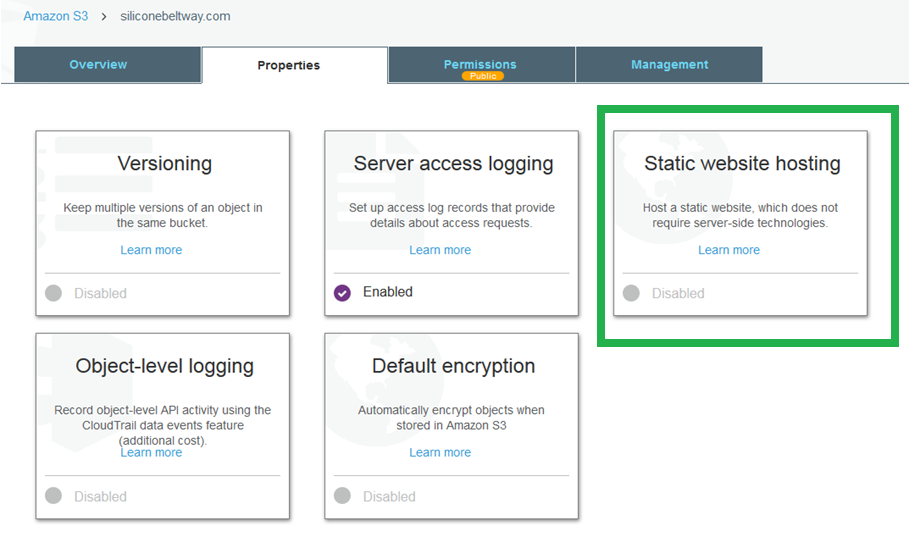 Amazon S3 > siliconebeltway.com
Overview
Properties
Permissions
Public
Management
Versioning
Keep multiple versions of an object in
the same bucket.
Learn more
Disabled
Server access logging
Set up access log records that provide
details about access requests.
Learn more
Enabled
Static website hosting
Host a static website, which does not
require server-side technologies.
Learn more
Disabled
Object-level logging
Record object-level API activity using the
CloudTrail data events feature
(additional cost).
Learn more
Disabled
Default encryption
Automatically encrypt objects when
stored in Amazon S3
Learn more
Disabled